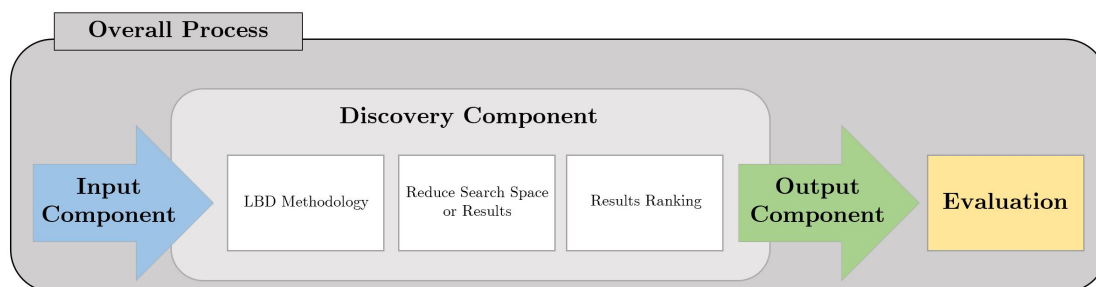 Overall Process
Discovery Component
Input
Component
LBD Methodology
Reduce Search Space
or Results
Results Ranking
Output
Component
Evaluation